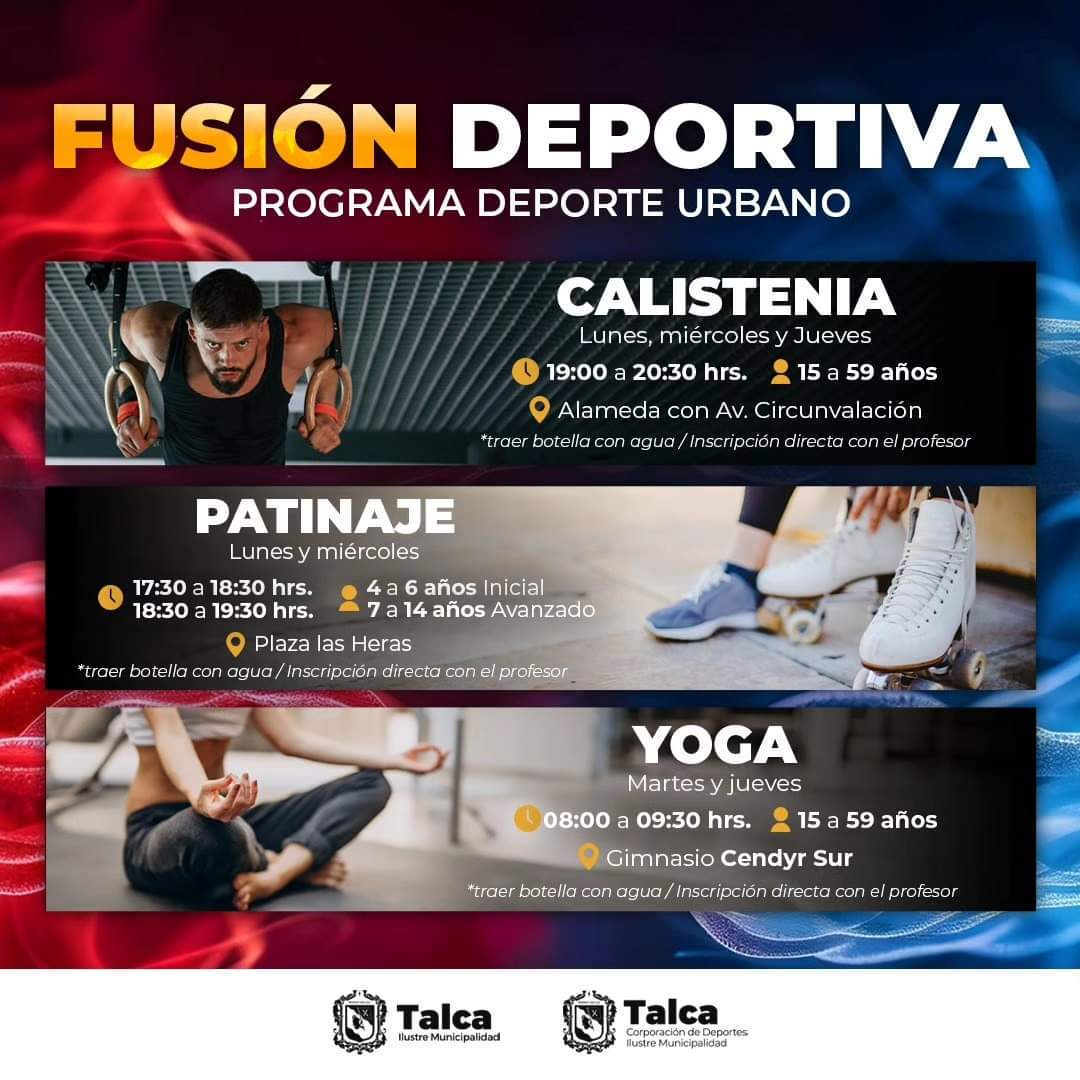 FUSIÓN DEPORTIVA
PROGRAMA DEPORTE URBANO
CALISTENIA
Lunes, miércoles y Jueves
19:00 a 20:30 hrs. 15 a 59 años
Alameda con Av. Circunvalación
*traer botella con agua / Inscripción directa con el profesor
PATINAJE
Lunes y miércoles
17:30 a 18:30 hrs. 4 a 6 años Inicial
18:30 a 19:30 hrs. 7 a 14 años Avanzado
Plaza las Heras
*traer botella con agua / Inscripción directa con el profesor
YOGA
Martes y jueves
08:00 a 09:30 hrs. 15 a 59 años
Gimnasio Cendyr Sur
*traer botella con agua / Inscripción directa con el profesor
Talca
Ilustre Municipalidad
Talca
Corporación de Deportes
Ilustre Municipalidad